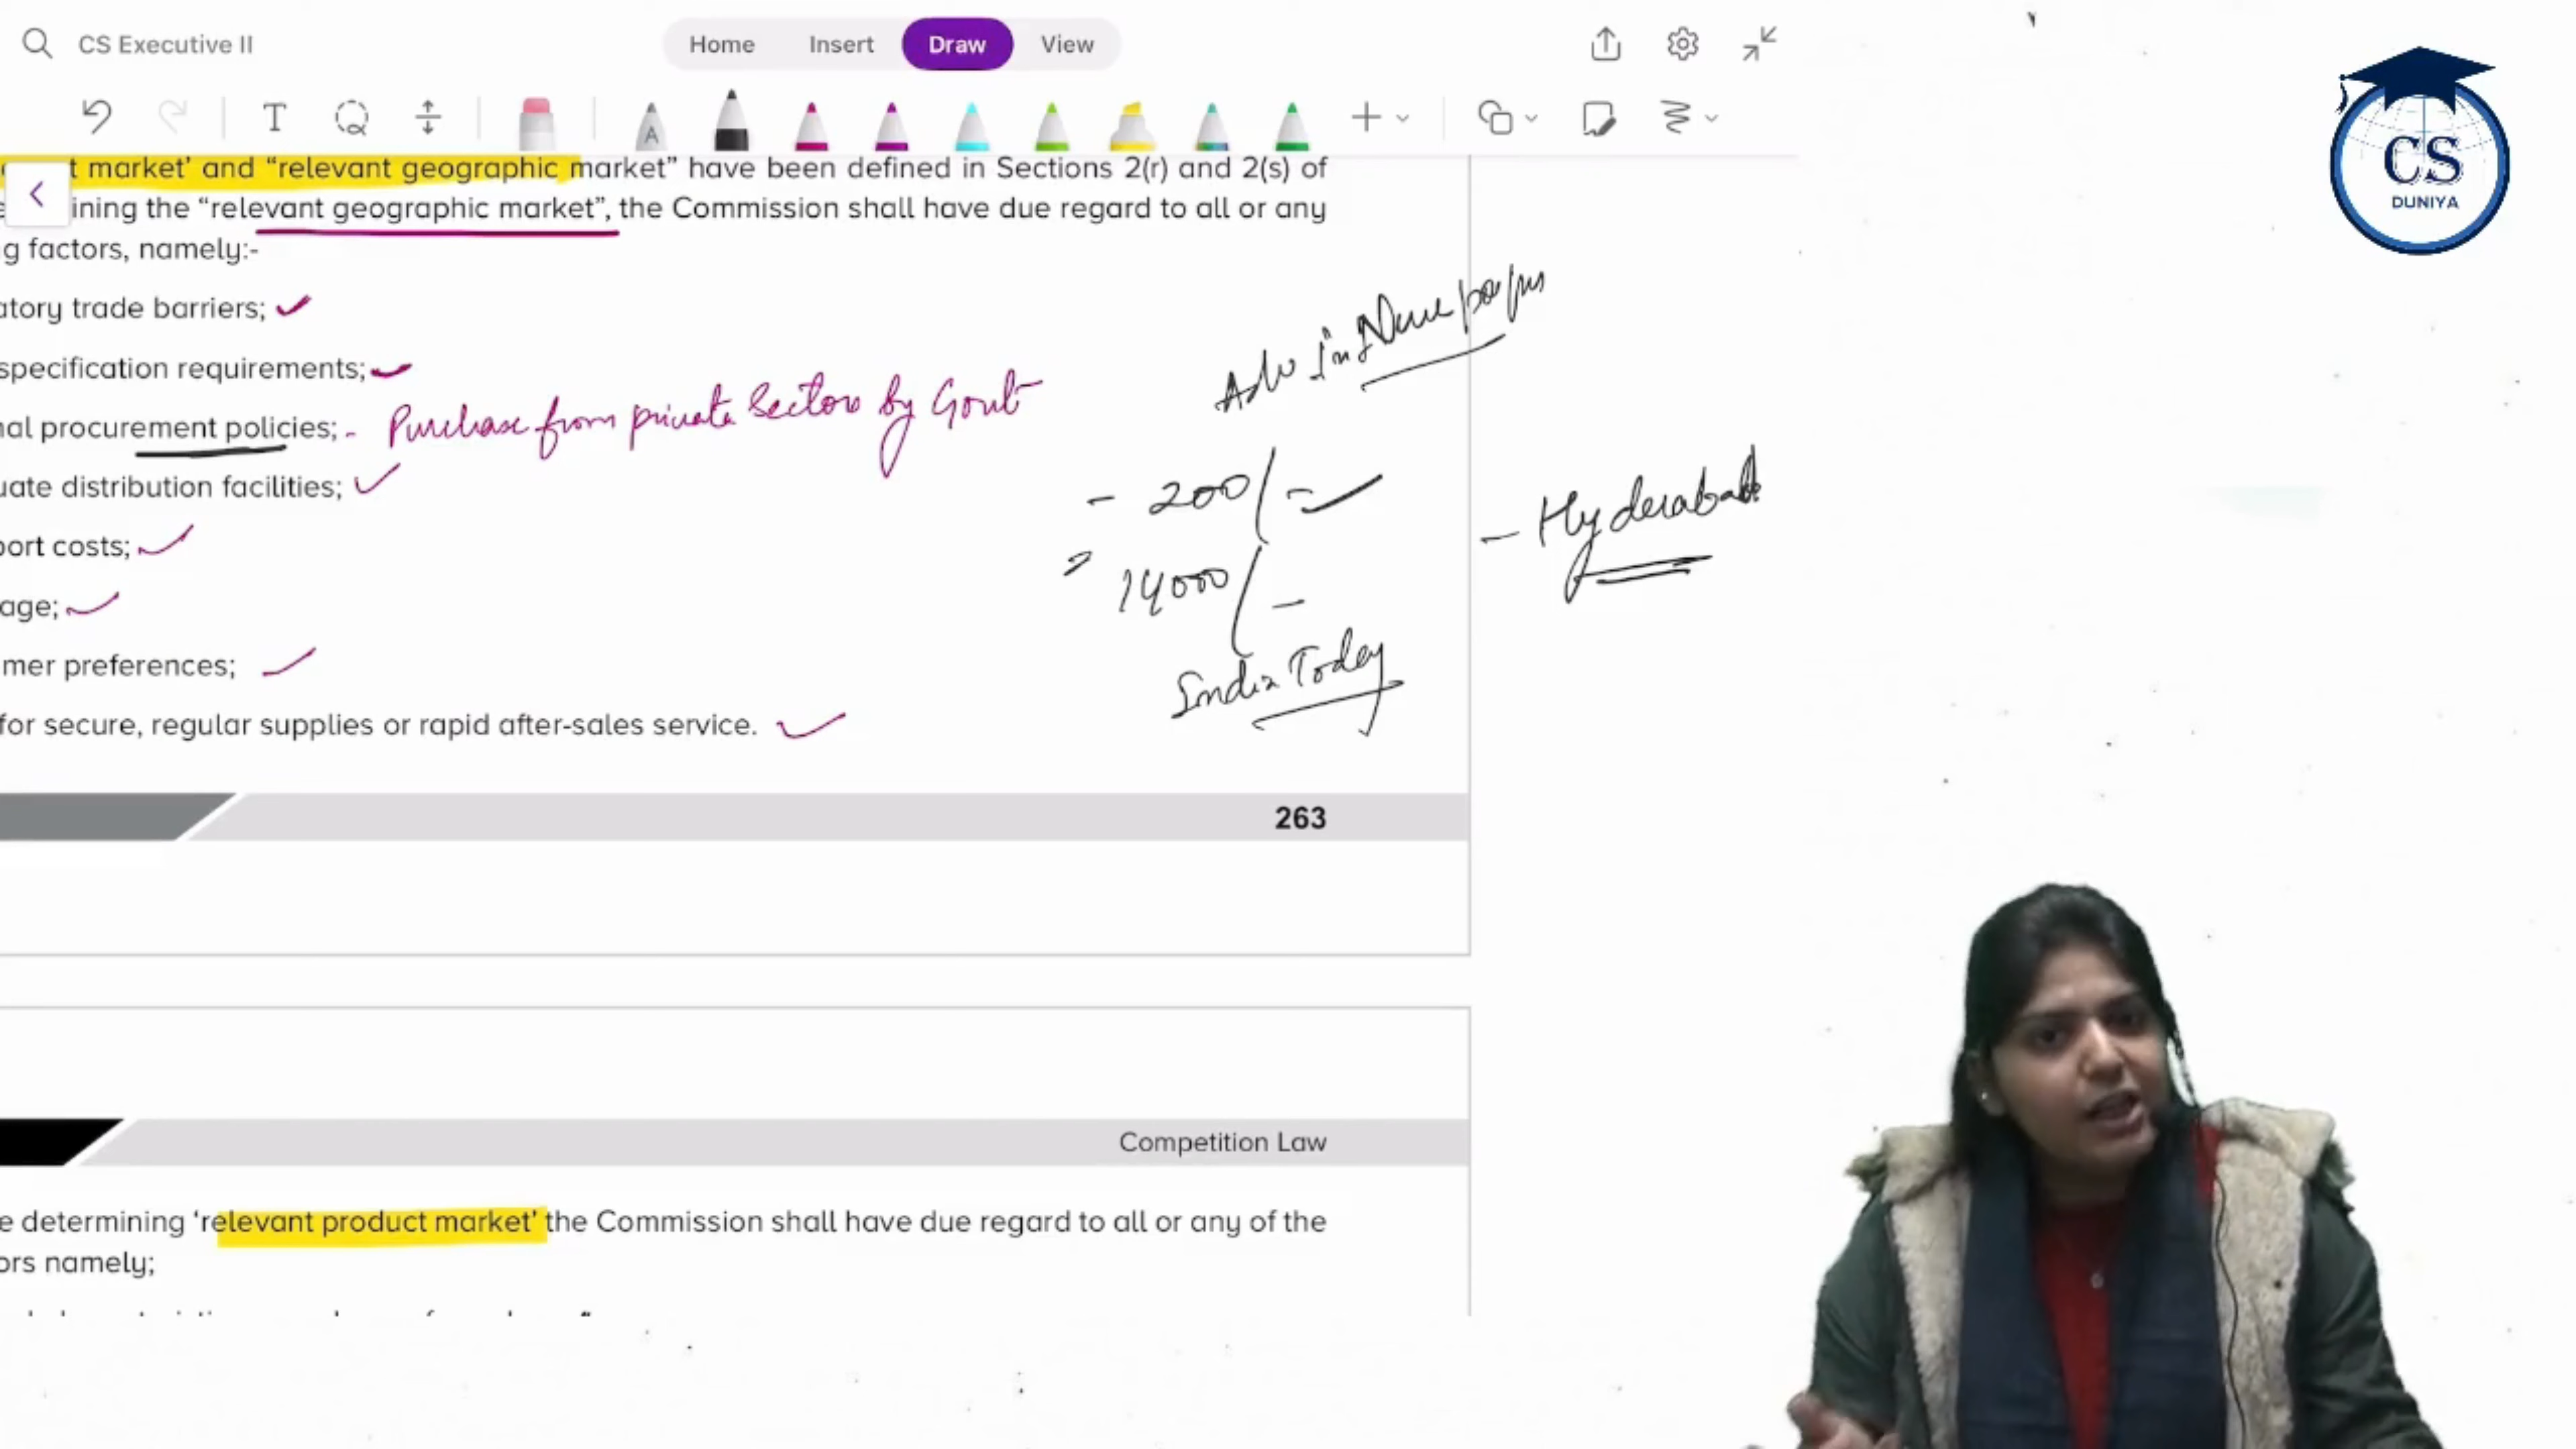 CS Executive II
Home Insert Draw View
T
A
CS
DUNIYA
t market’ and “relevant geographic market” have been defined in Sections 2(r) and 2(s) of
ining the “relevant geographic market”, the Commission shall have due regard to all or any
g factors, namely:-
atory trade barriers;
specification requirements;
nal procurement policies; - Purchase from private Sector by Govt
uate distribution facilities;
port costs;
age;
mer preferences;
for secure, regular supplies or rapid after-sales service.
Adv in
- 200/-
14000/-
India Today
- Hyderabad
263
Competition Law
e determining ‘relevant product market’ the Commission shall have due regard to all or any of the
ors namely;